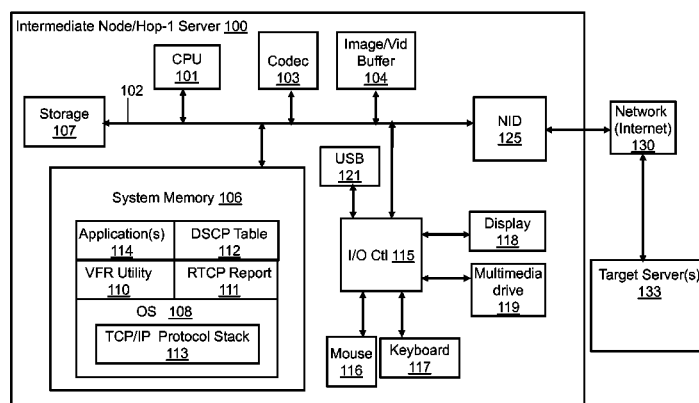 Intermediate Node/Hop-1 Server 100
CPU
101
Codec
103
Image/Vid
Buffer
104
102
Storage
107
NID
125
Network
(Internet)
130
USB
121
System Memory 106
Application(s)
114
DSCP Table
112
VFR Utility
110
RTCP Report
111
OS 108
TCP/IP Protocol Stack
113
I/O Ctl 115
Display
118
Multimedia
drive
119
Mouse
116
Keyboard
117
Target Server(s)
133